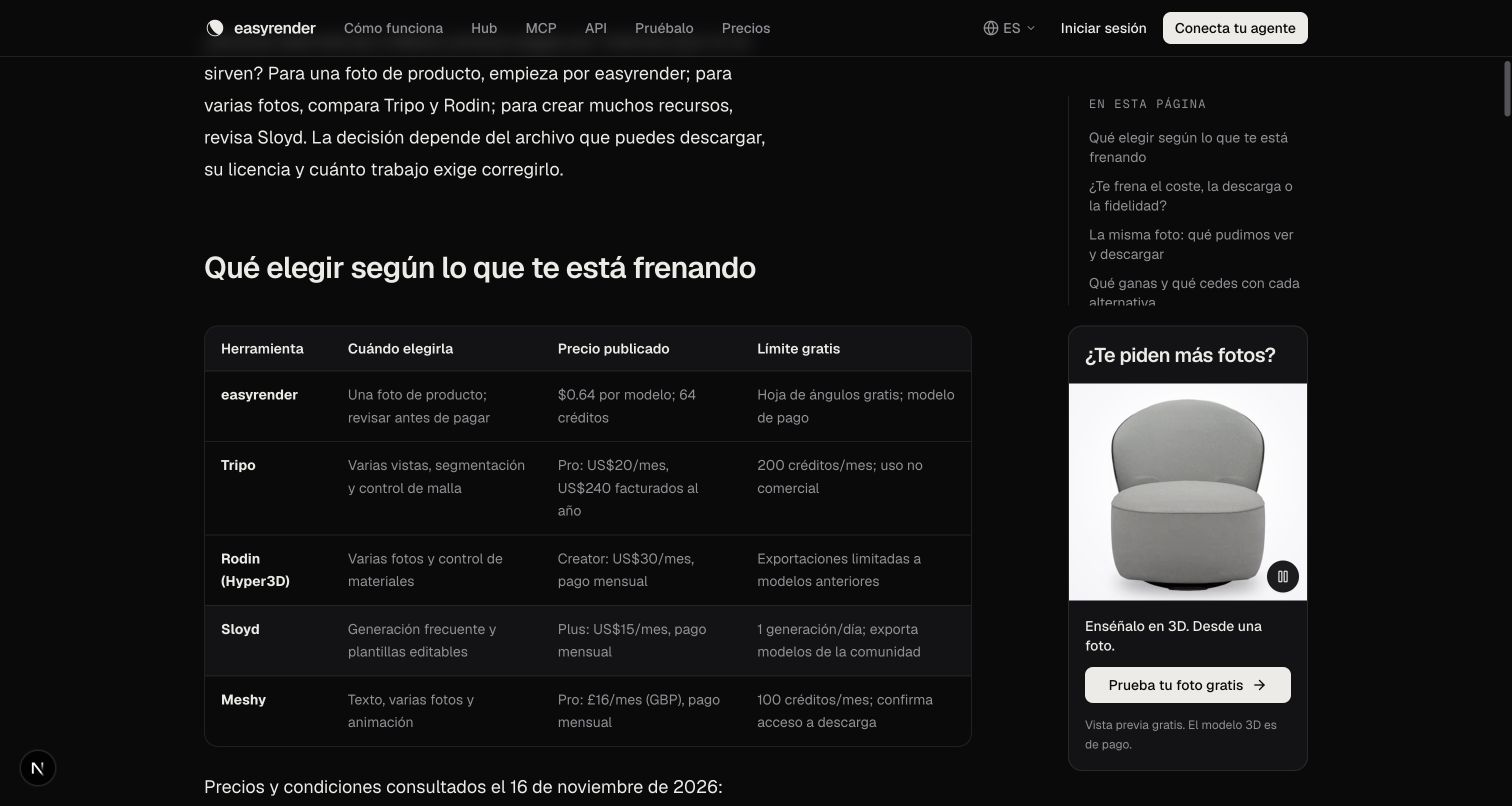 easyrender
Cómo funciona
Hub
MCP
API
Pruébalo
Precios
ES
Iniciar sesión
Conecta tu agente
sirven? Para una foto de producto, empieza por easyrender; para
varias fotos, compara Tripo y Rodin; para crear muchos recursos,
revisa Sloyd. La decisión depende del archivo que puedes descargar,
su licencia y cuánto trabajo exige corregirlo.
Qué elegir según lo que te está frenando
Herramienta
Cuándo elegirla
Precio publicado
Límite gratis
easyrender
Una foto de producto;
revisar antes de pagar
$0.64 por modelo; 64
créditos
Hoja de ángulos gratis; modelo
de pago
Tripo
Varias vistas, segmentación
y control de malla
Pro: US$20/mes,
US$240 facturados al
año
200 créditos/mes; uso no
comercial
Rodin
(Hyper3D)
Varias fotos y control de
materiales
Creator: US$30/mes,
pago mensual
Exportaciones limitadas a
modelos anteriores
Sloyd
Generación frecuente y
plantillas editables
Plus: US$15/mes, pago
mensual
1 generación/día; exporta
modelos de la comunidad
Meshy
Texto, varias fotos y
animación
Pro: £16/mes (GBP), pago
mensual
100 créditos/mes; confirma
acceso a descarga
Precios y condiciones consultados el 16 de noviembre de 2026:
EN ESTA PÁGINA
Qué elegir según lo que te está
frenando
¿Te frena el coste, la descarga o
la fidelidad?
La misma foto: qué pudimos ver
y descargar
Qué ganas y qué cedes con cada
alternativa
¿Te piden más fotos?
Enséñalo en 3D. Desde una
foto.
Prueba tu foto gratis →
Vista previa gratis. El modelo 3D es
de pago.
N